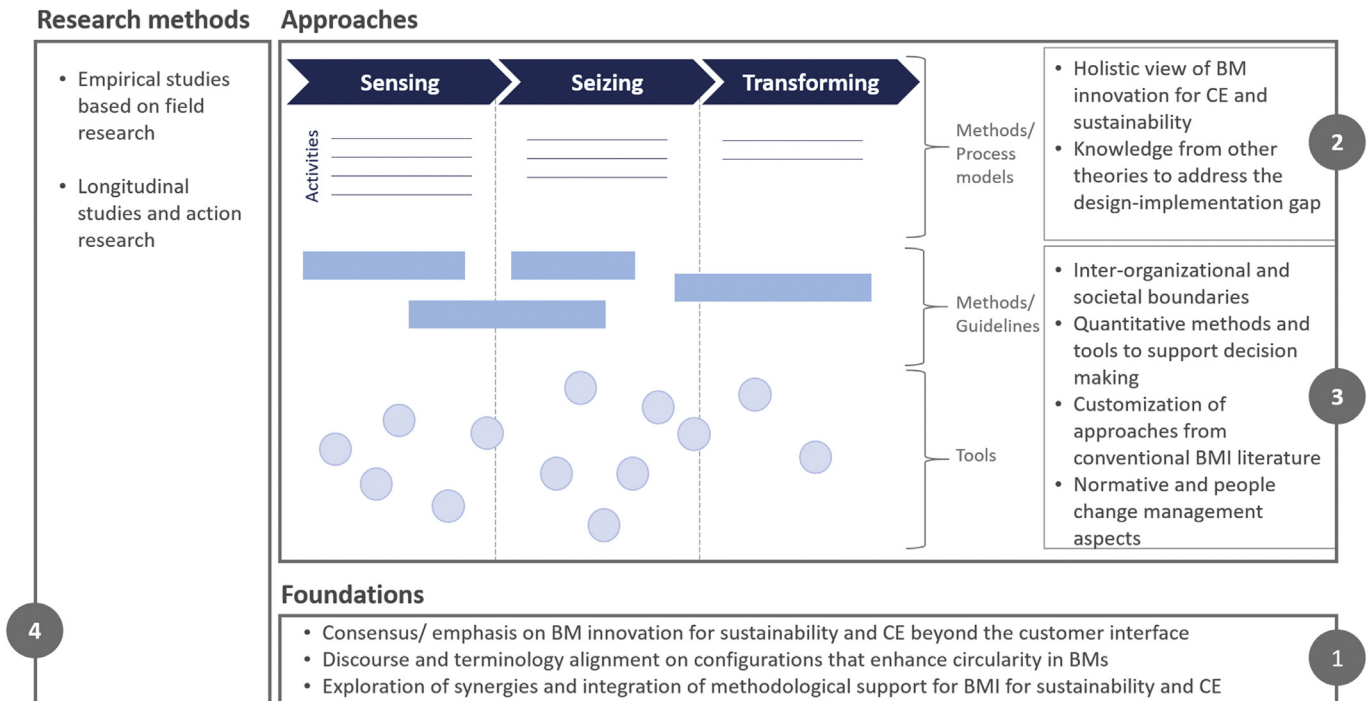 Research methods
• Empirical studies
based on field
research
• Longitudinal
studies and action
research
4
Approaches
Sensing
Seizing
Transforming
Activities
Methods/
Process
models
Methods/
Guidelines
Tools
• Holistic view of BM
innovation for CE and
sustainability
• Knowledge from other
theories to address the
design-implementation gap
2
• Inter-organizational and
societal boundaries
• Quantitative methods and
tools to support decision
making
• Customization of
approaches from
conventional BMI literature
• Normative and people
change management
aspects
3
Foundations
• Consensus/ emphasis on BM innovation for sustainability and CE beyond the customer interface
• Discourse and terminology alignment on configurations that enhance circularity in BMs
• Exploration of synergies and integration of methodological support for BMI for sustainability and CE
1